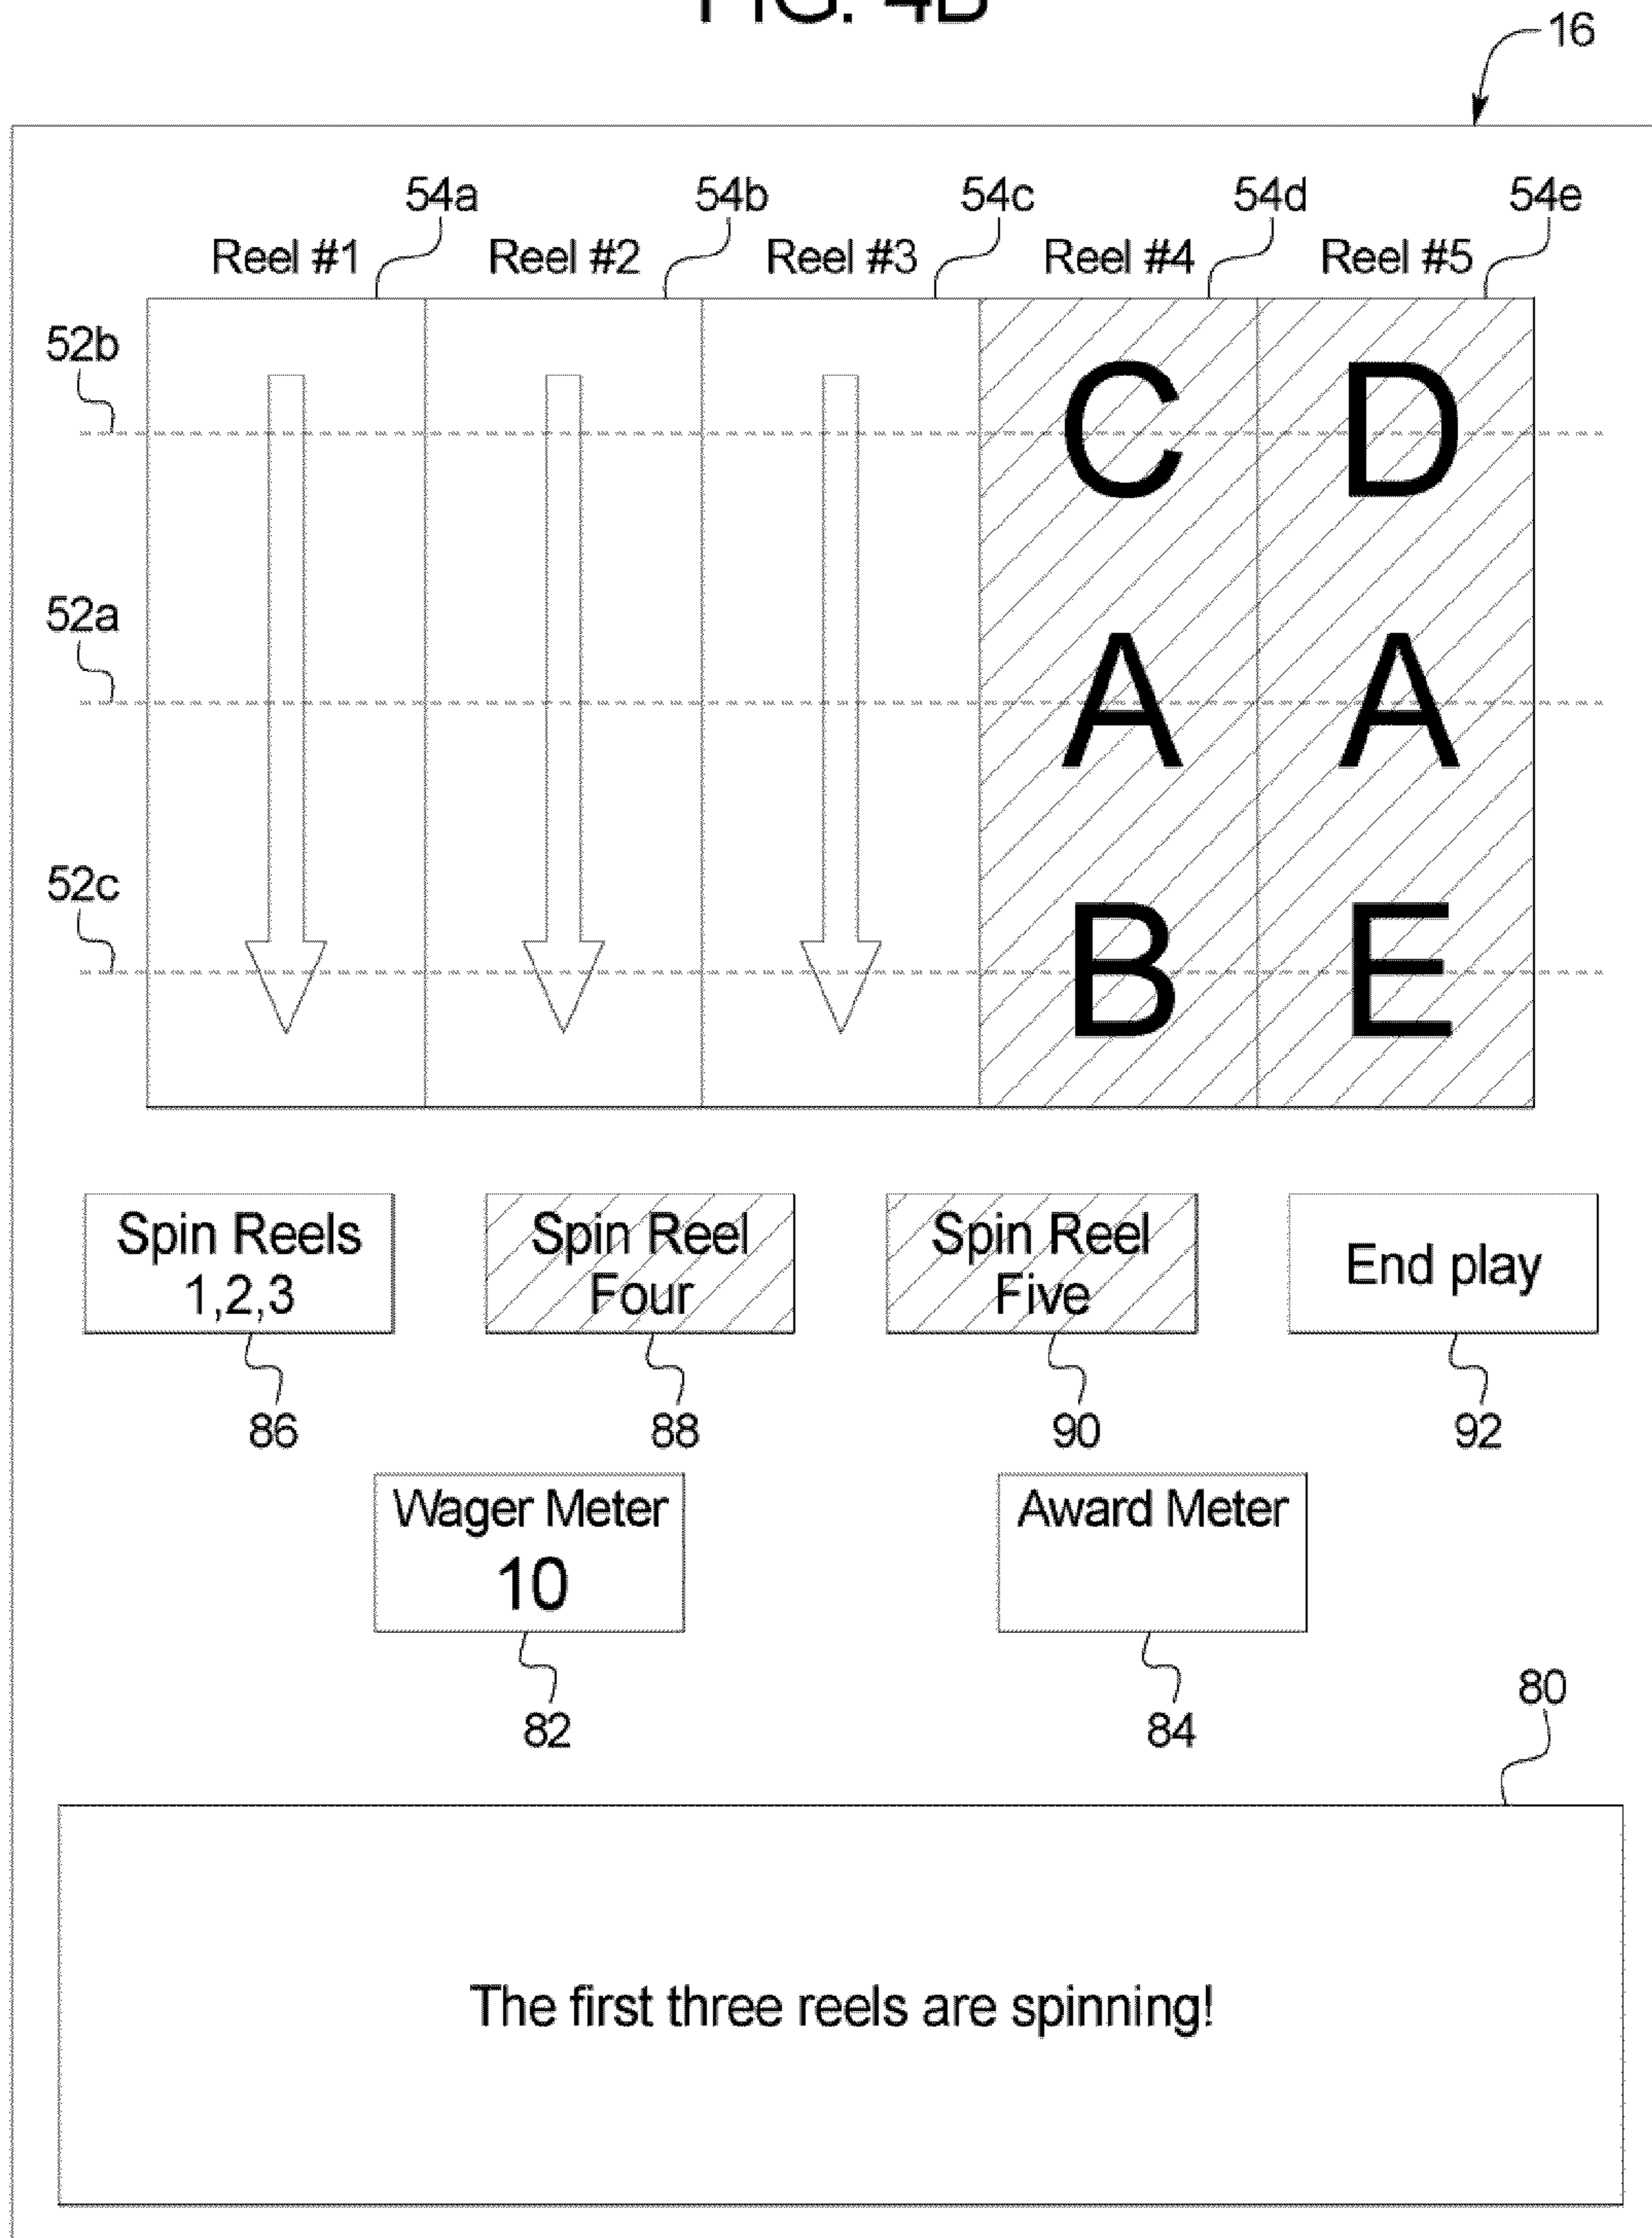 FIG. 4B
16
54a 54b 54c 54d 54e
Reel #1 Reel #2 Reel #3 Reel #4 Reel #5
52b
C D
52a
A A
52c
B E
Spin Reels
1,2,3
Spin Reel
Four
Spin Reel
Five
End play
86 88 90 92
Wager Meter
10
Award Meter
82 84
80
The first three reels are spinning!